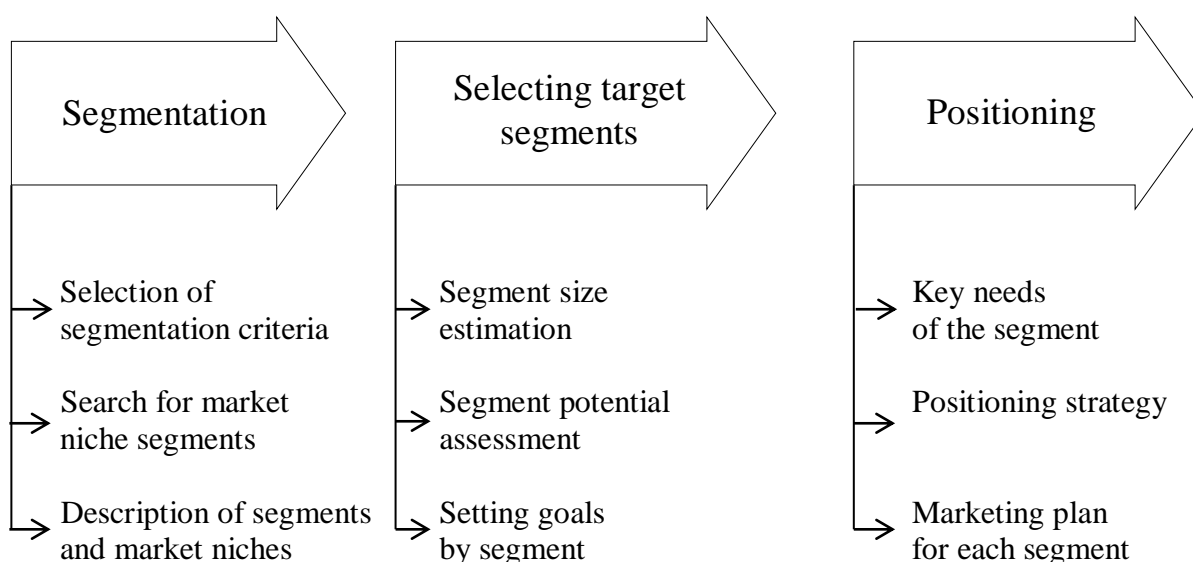 Segmentation
Selection of
segmentation criteria
Search for market
niche segments
Description of segments
and market niches
Selecting target
segments
Segment size
estimation
Segment potential
assessment
Setting goals
by segment
Positioning
Key needs
of the segment
Positioning strategy
Marketing plan
for each segment